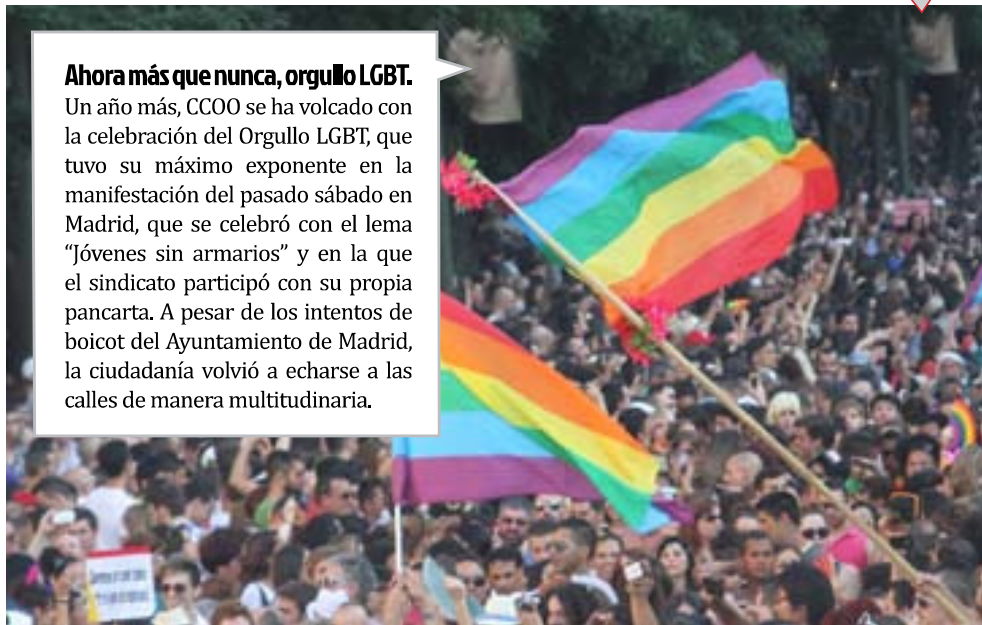 Ahora más que nunca, orgullo LGBT.
Un año más, CCOO se ha volcado con
la celebración del Orgullo LGBT, que
tuvo su máximo exponente en la
manifestación del pasado sábado en
Madrid, que se celebró con el lema
“Jóvenes sin armarios” y en la que
el sindicato participó con su propia
pancarta. A pesar de los intentos de
boicot del Ayuntamiento de Madrid,
la ciudadanía volvió a echarse a las
calles de manera multitudinaria.